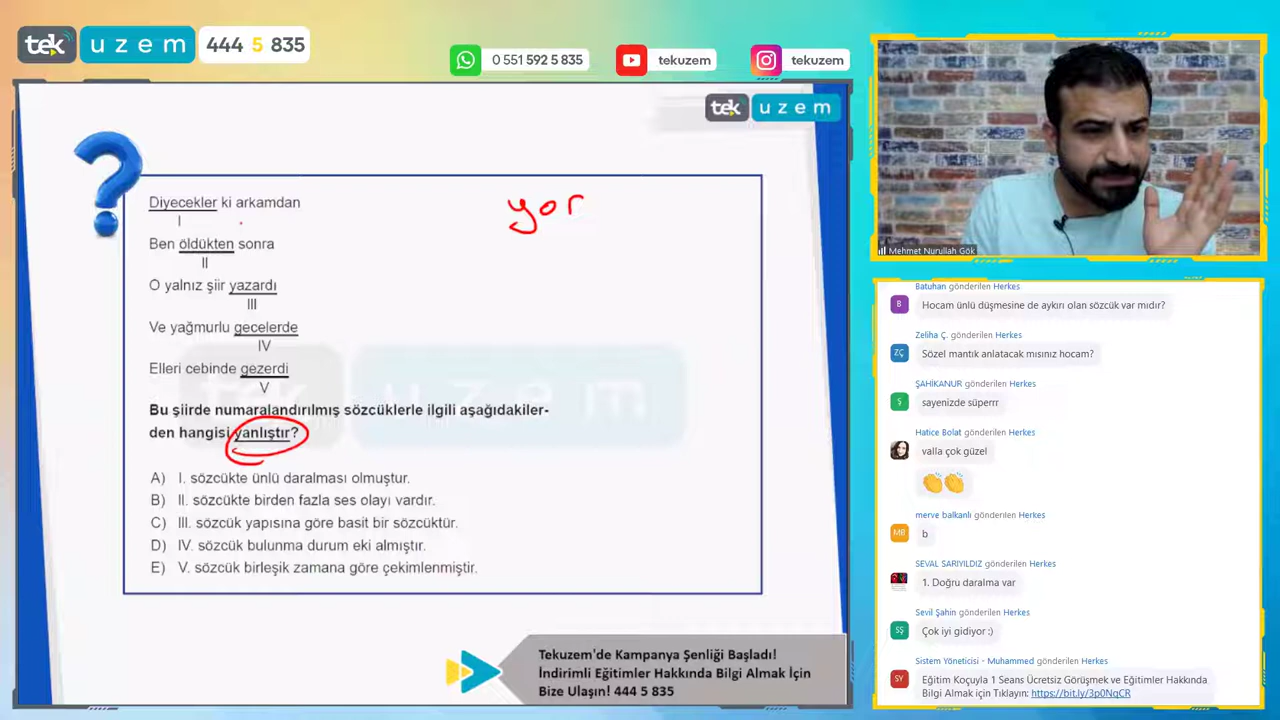 tek uzem 444 5 835
0 551 592 5 835 tekuzem tekuzem
tek uzem
yor
Diyecekler ki arkamdan
I
Ben öldükten sonra
II
O yalnız şiir yazardı
III
Ve yağmurlu gecelerde
IV
Elleri cebinde gezerdi
V
Bu şiirde numaralandırılmış sözcüklerle ilgili aşağıdakiler-
den hangisi yanlıştır?
A) I. sözcükte ünlü daralması olmuştur.
B) II. sözcükte birden fazla ses olayı vardır.
C) III. sözcük yapısına göre basit bir sözcüktür.
D) IV. sözcük bulunma durum eki almıştır.
E) V. sözcük birleşik zamana göre çekimlenmiştir.
tek uzem
Tekuzem'de Kampanya Şenliği Başladı!
İndirimli Eğitimler Hakkında Bilgi Almak İçin
Bize Ulaşın! 444 5 835
Mehmet Nurullah Gök
Batuhan gönderilen Herkes
B Hocam ünlü düşmesine de aykırı olan sözcük var mıdır?
Zeliha Ç. gönderilen Herkes
ZÇ Sözel mantık anlatacak mısınız hocam?
ŞAHİKANUR gönderilen Herkes
Ş sayenizde süperrr
Hatice Bolat gönderilen Herkes
valla çok güzel
merve balkanlı gönderilen Herkes
MB b
SEVAL SARIYILDIZ gönderilen Herkes
1. Doğru daralma var
Sevil Şahin gönderilen Herkes
SŞ Çok iyi gidiyor :)
Sistem Yöneticisi - Muhammed gönderilen Herkes
SY Eğitim Koçuyla 1 Seans Ücretsiz Görüşmek ve Eğitimler Hakkında
Bilgi Almak için Tıklayın: https://bit.ly/3p0NqCR